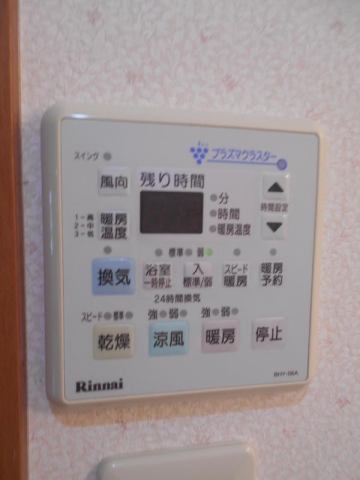 プラズマクラスター
スイング
風向
残り時間
分
時間
暖房温度
時間設定
1-高
2-中
3-低
暖房温度
標準 弱
換気
浴室一時停止
入 標準/弱
スピード暖房
暖房予約
24時間換気
スピード 標準
強 弱
強 弱
乾燥
涼風
暖房
停止
Rinnai